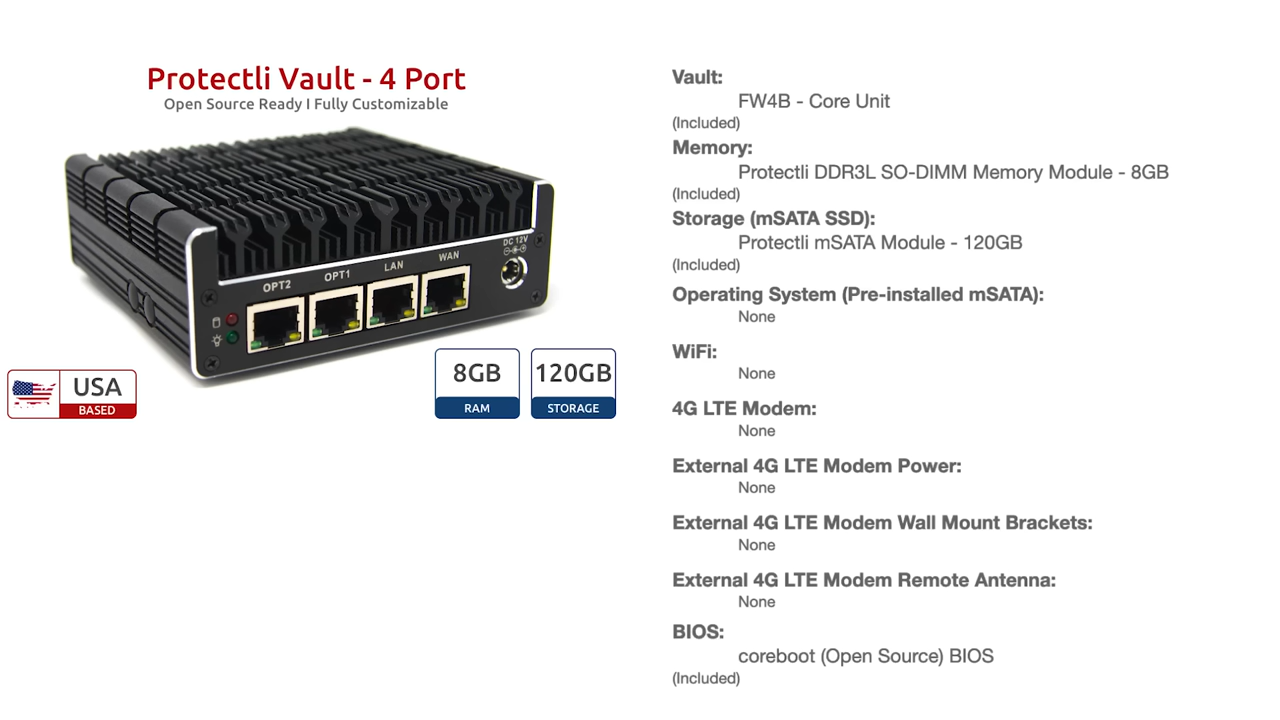 Protectli Vault - 4 Port
Open Source Ready I Fully Customizable
DC 12V
WAN
LAN
OPT1
OPT2
USA
BASED
8GB
RAM
120GB
STORAGE
Vault:
FW4B - Core Unit
(Included)
Memory:
Protectli DDR3L SO-DIMM Memory Module - 8GB
(Included)
Storage (mSATA SSD):
Protectli mSATA Module - 120GB
(Included)
Operating System (Pre-installed mSATA):
None
WiFi:
None
4G LTE Modem:
None
External 4G LTE Modem Power:
None
External 4G LTE Modem Wall Mount Brackets:
None
External 4G LTE Modem Remote Antenna:
None
BIOS:
coreboot (Open Source) BIOS
(Included)